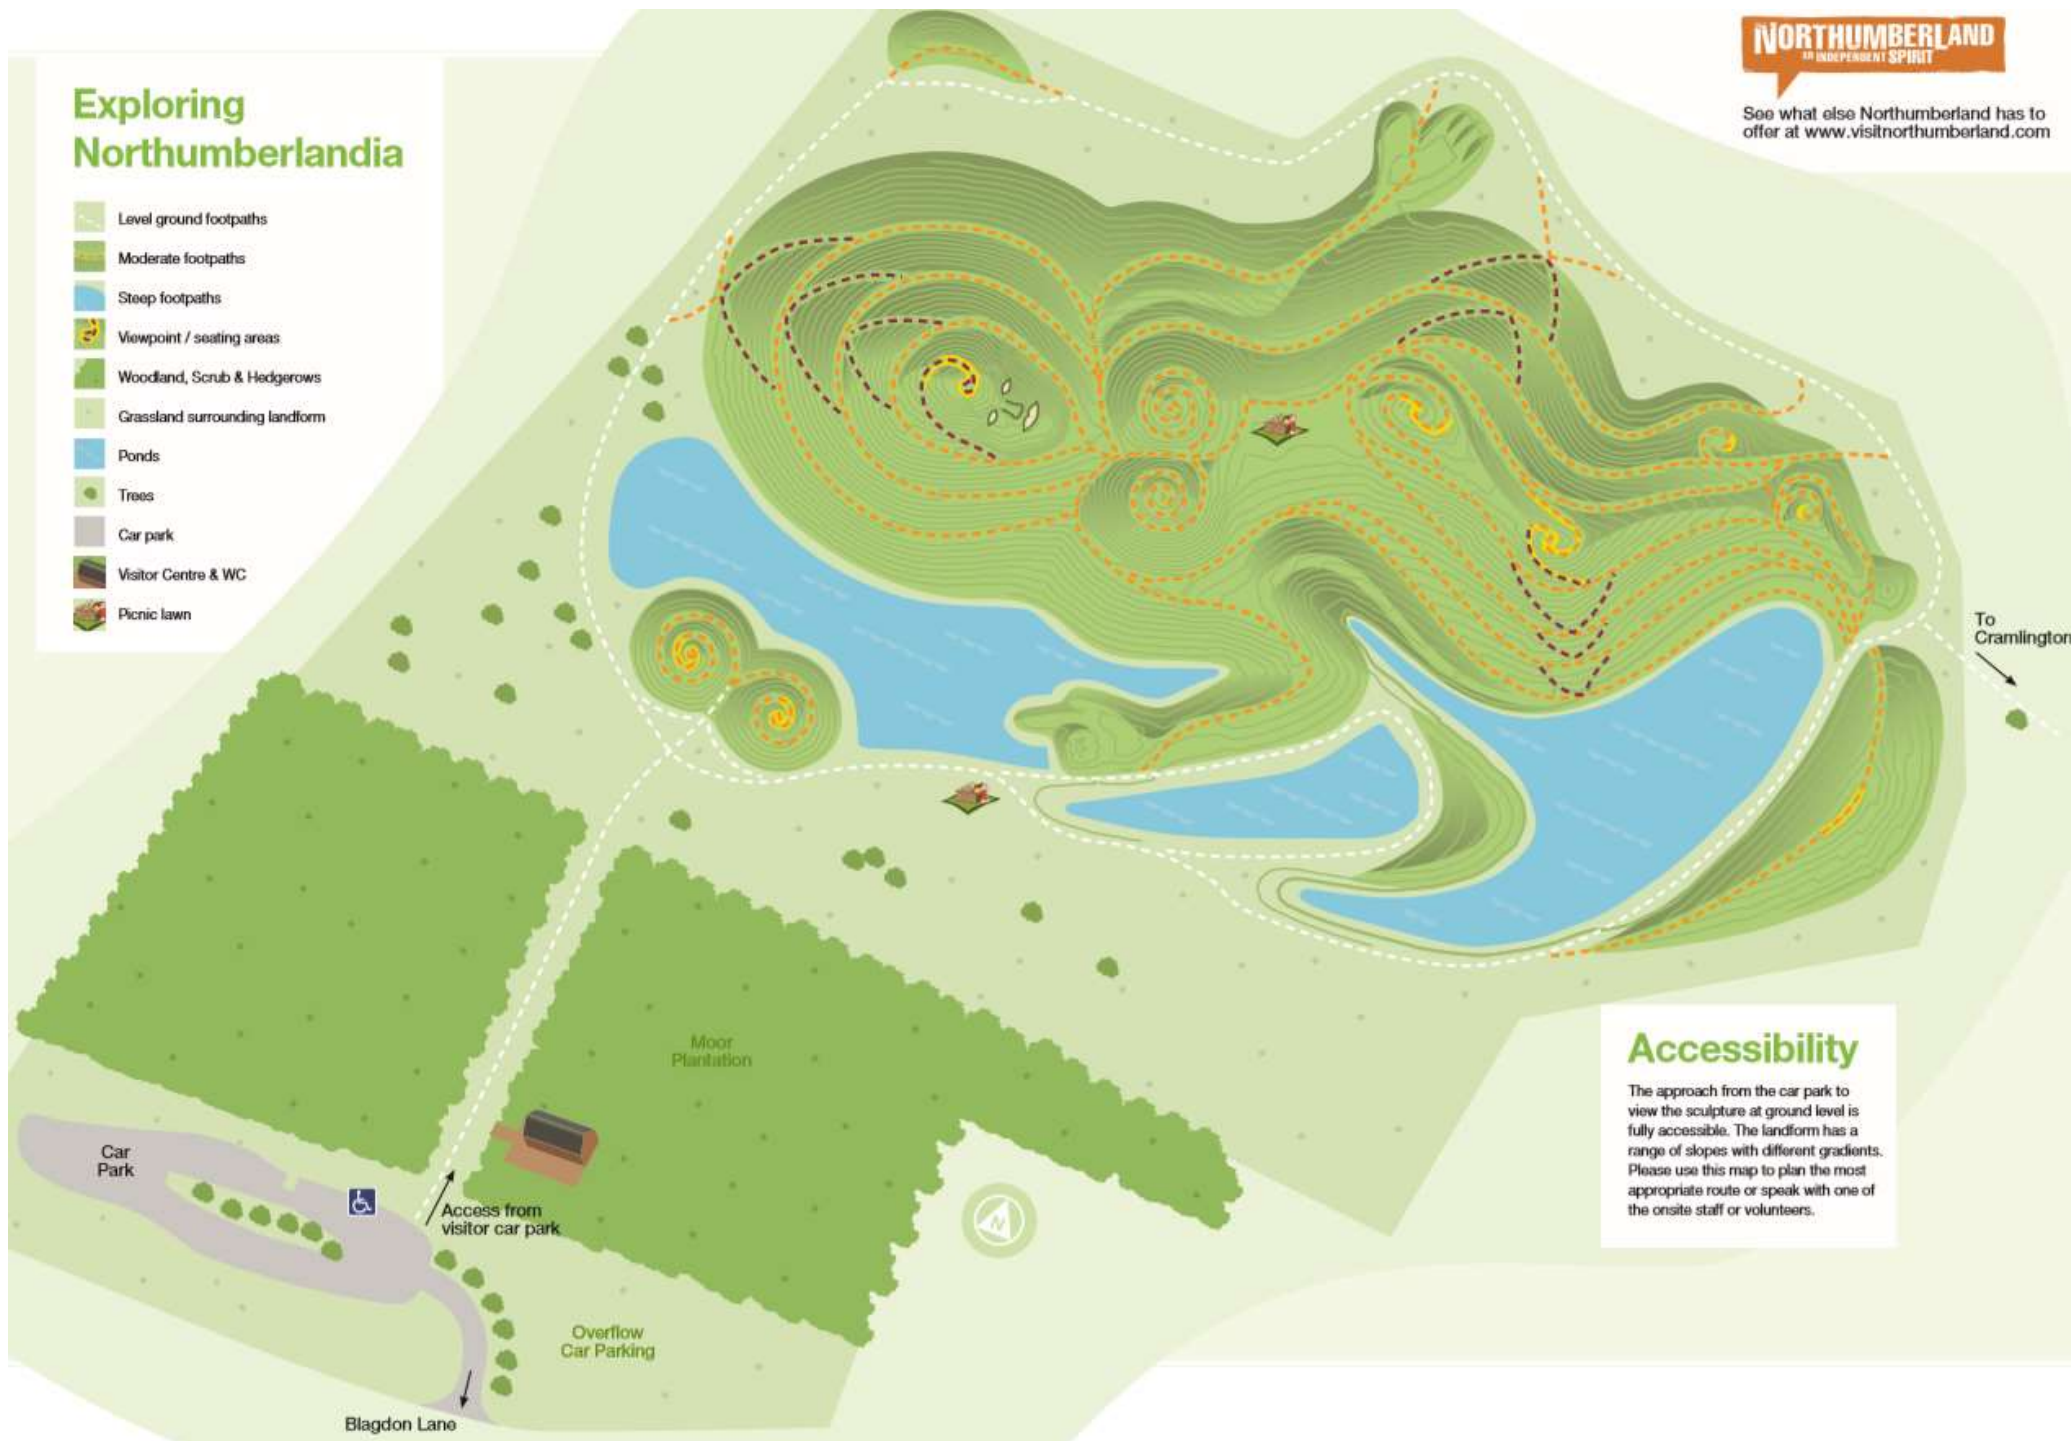 Exploring
Northumberlandia
Level ground footpaths
Moderate footpaths
Steep footpaths
Viewpoint / seating areas
Woodland, Scrub & Hedgerows
Grassland surrounding landform
Ponds
Trees
Car park
Visitor Centre & WC
Picnic lawn
NORTHUMBERLAND
AN INDEPENDENT SPIRIT
See what else Northumberland has to
offer at www.visitnorthumberland.com
To
Cramlington
Moor
Plantation
Car
Park
Access from
visitor car park
N
Overflow
Car Parking
Blagdon Lane
Accessibility
The approach from the car park to
view the sculpture at ground level is
fully accessible. The landform has a
range of slopes with different gradients.
Please use this map to plan the most
appropriate route or speak with one of
the onsite staff or volunteers.